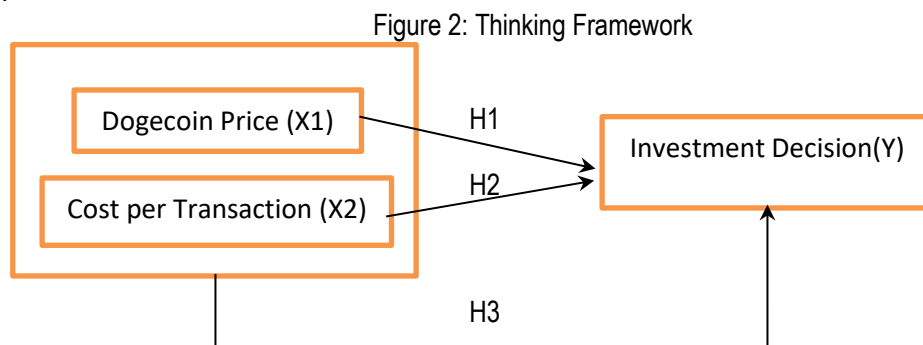 Figure 2: Thinking Framework
Dogecoin Price (X1)
H1
Investment Decision(Y)
H2
Cost per Transaction (X2)
H3